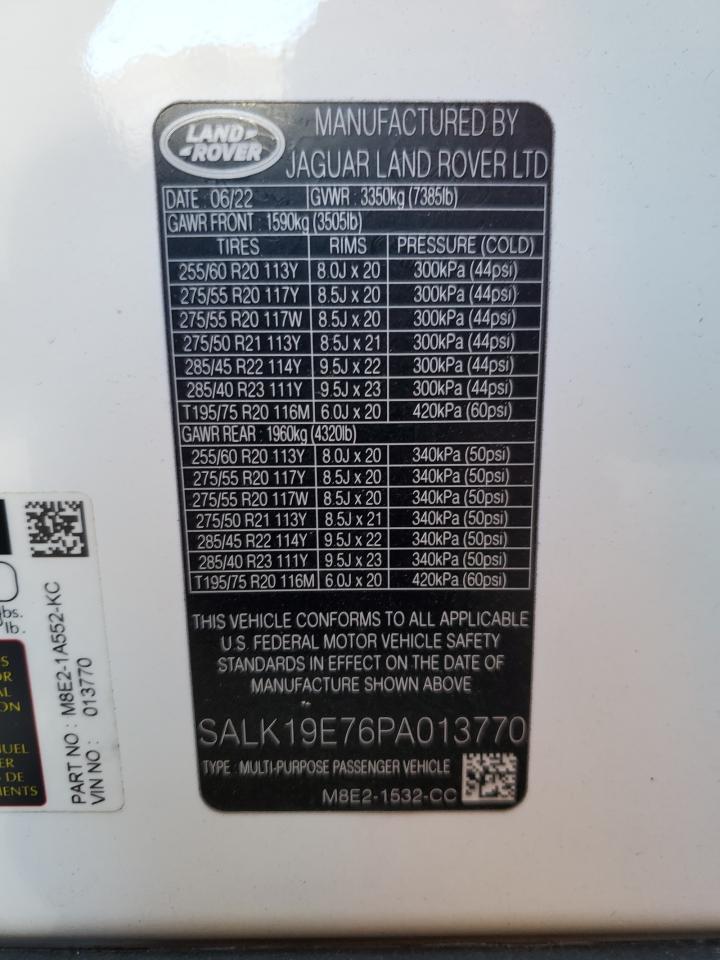 LAND
ROVER
MANUFACTURED BY
JAGUAR LAND ROVER LTD
DATE : 06/22 GVWR : 3350kg (7385lb)
GAWR FRONT : 1590kg (3505lb)
TIRES RIMS PRESSURE (COLD)
255/60 R20 113Y 8.0J x 20 300kPa (44psi)
275/55 R20 117Y 8.5J x 20 300kPa (44psi)
275/55 R20 117W 8.5J x 20 300kPa (44psi)
275/50 R21 113Y 8.5J x 21 300kPa (44psi)
285/45 R22 114Y 9.5J x 22 300kPa (44psi)
285/40 R23 111Y 9.5J x 23 300kPa (44psi)
T195/75 R20 116M 6.0J x 20 420kPa (60psi)
GAWR REAR : 1960kg (4320lb)
255/60 R20 113Y 8.0J x 20 340kPa (50psi)
275/55 R20 117Y 8.5J x 20 340kPa (50psi)
275/55 R20 117W 8.5J x 20 340kPa (50psi)
275/50 R21 113Y 8.5J x 21 340kPa (50psi)
285/45 R22 114Y 9.5J x 22 340kPa (50psi)
285/40 R23 111Y 9.5J x 23 340kPa (50psi)
T195/75 R20 116M 6.0J x 20 420kPa (60psi)
THIS VEHICLE CONFORMS TO ALL APPLICABLE
U.S. FEDERAL MOTOR VEHICLE SAFETY
STANDARDS IN EFFECT ON THE DATE OF
MANUFACTURE SHOWN ABOVE
SALK19E76PA013770
TYPE : MULTI-PURPOSE PASSENGER VEHICLE
M8E2-1532-CC
PART NO : M8E2-1A552-KC
VIN NO : 013770
lb.
DE